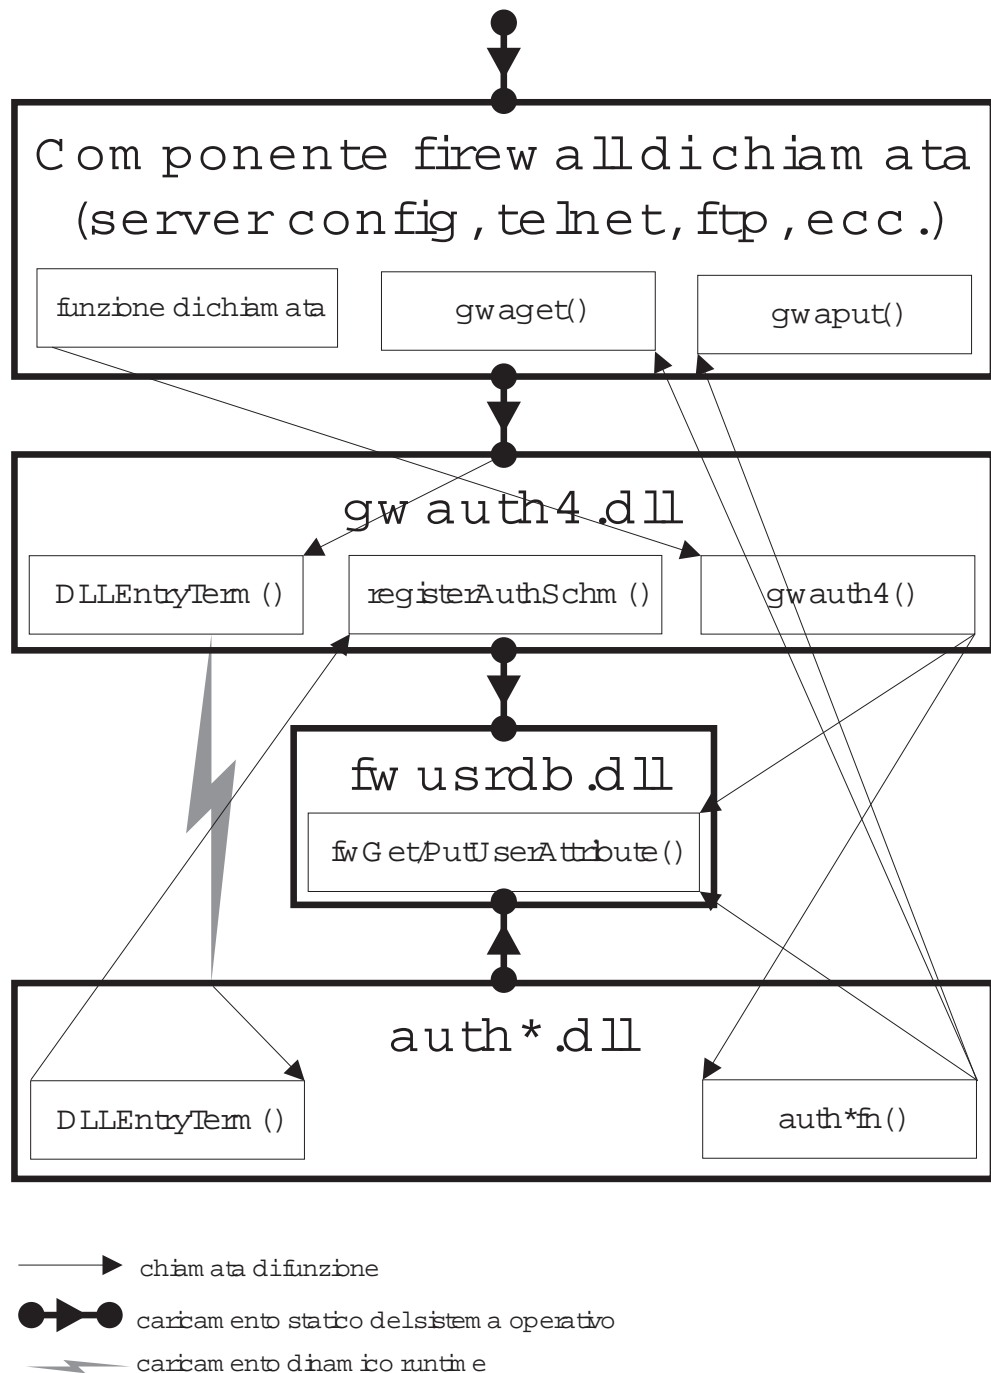 Componente firewall di chiamata
(server config, telnet, ftp, ecc.)
funzione di chiamata
gwaget()
gwaput()
gwauth4.dll
DLLEntryTerm()
registerAuthSchm()
gwauth4()
fwusrdb.dll
fwGet/PutUserAttribute()
auth*.dll
DLLEntryTerm()
auth*fn()
chiamata di funzione
caricamento statico del sistema operativo
caricamento dinamico runtime